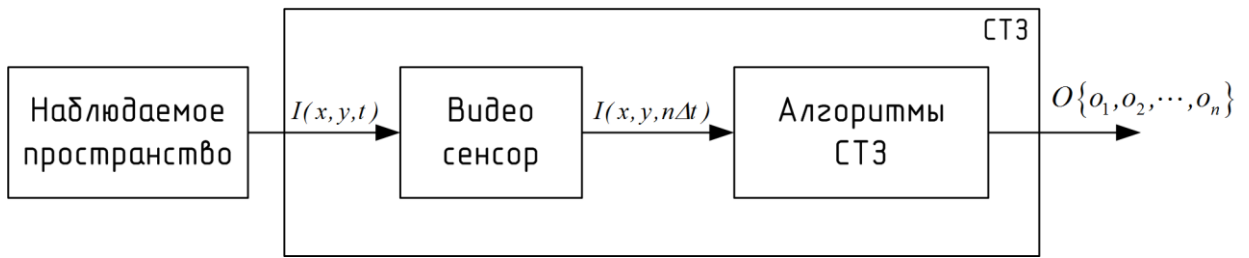 СТЗ
Наблюдаемое
пространство
I(x,y,t)
Видео
сенсор
I(x,y,nΔt)
Алгоритмы
СТЗ
O{o₁,o₂,⋯,oₙ}